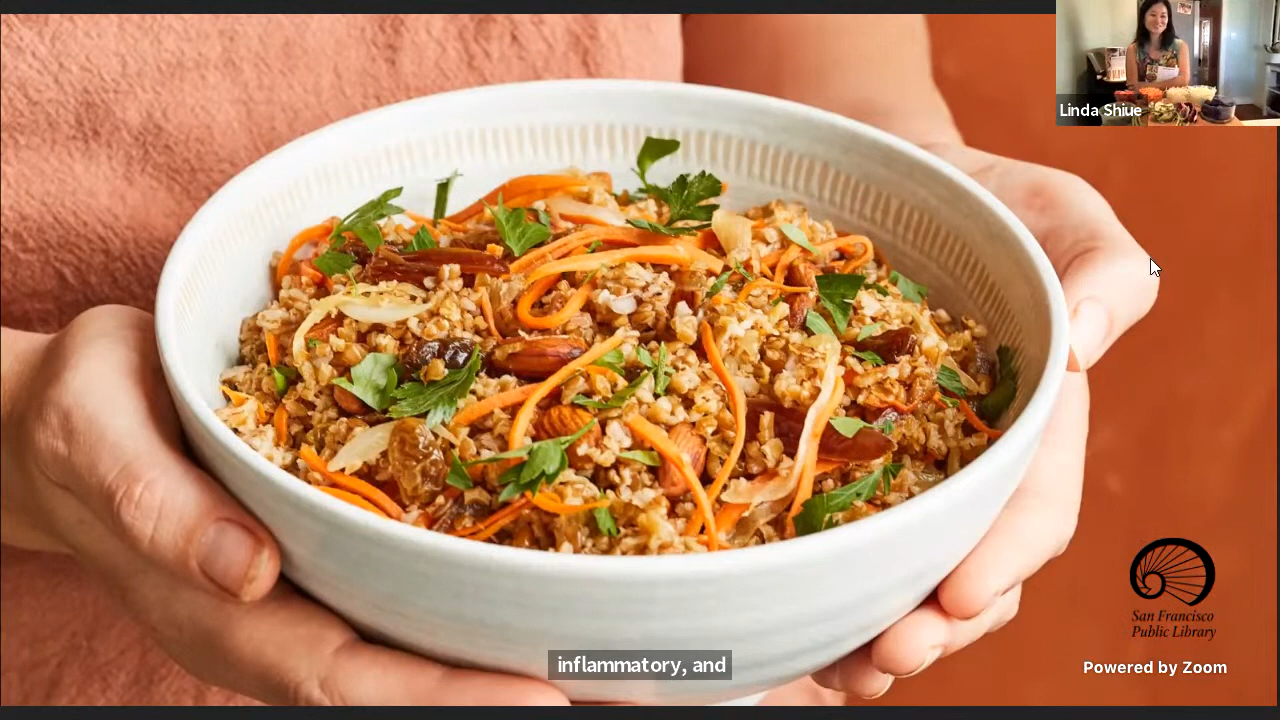 Linda Shiue
San Francisco
Public Library
inflammatory, and
Powered by Zoom